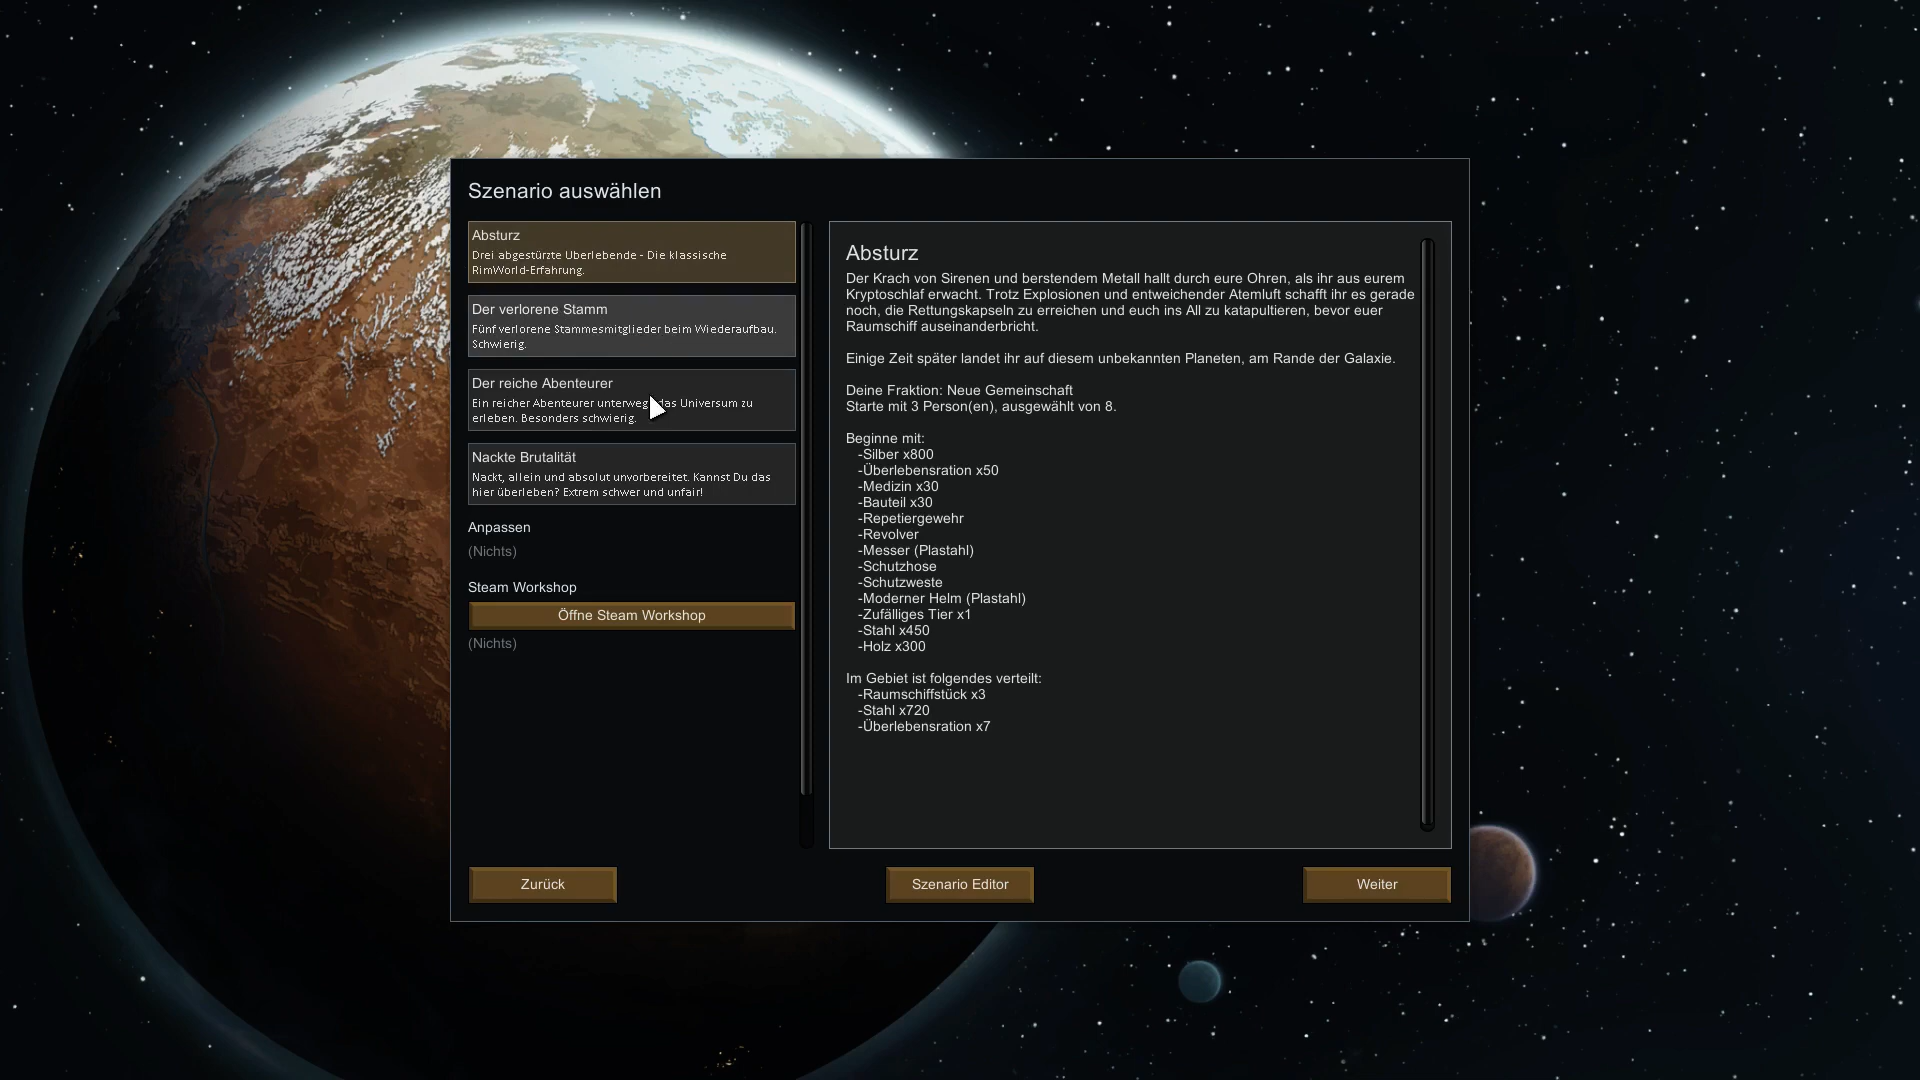 Szenario auswählen
Absturz
Drei abgestürzte Überlebende - Die klassische
RimWorld-Erfahrung.
Der verlorene Stamm
Fünf verlorene Stammesmitglieder beim Wiederaufbau.
Schwierig.
Der reiche Abenteurer
Ein reicher Abenteurer unterwegs das Universum zu
erleben. Besonders schwierig.
Nackte Brutalität
Nackt, allein und absolut unvorbereitet. Kannst Du das
hier überleben? Extrem schwer und unfair!
Anpassen
(Nichts)
Steam Workshop
Öffne Steam Workshop
(Nichts)
Absturz
Der Krach von Sirenen und berstendem Metall hallt durch eure Ohren, als ihr aus eurem
Kryptoschlaf erwacht. Trotz Explosionen und entweichender Atemluft schafft ihr es gerade
noch, die Rettungskapseln zu erreichen und euch ins All zu katapultieren, bevor euer
Raumschiff auseinanderbricht.
Einige Zeit später landet ihr auf diesem unbekannten Planeten, am Rande der Galaxie.
Deine Fraktion: Neue Gemeinschaft
Starte mit 3 Person(en), ausgewählt von 8.
Beginne mit:
-Silber x800
-Überlebensration x50
-Medizin x30
-Bauteil x30
-Repetiergewehr
-Revolver
-Messer (Plastahl)
-Schutzhose
-Schutzweste
-Moderner Helm (Plastahl)
-Zufälliges Tier x1
-Stahl x450
-Holz x300
Im Gebiet ist folgendes verteilt:
-Raumschiffstück x3
-Stahl x720
-Überlebensration x7
Zurück
Szenario Editor
Weiter